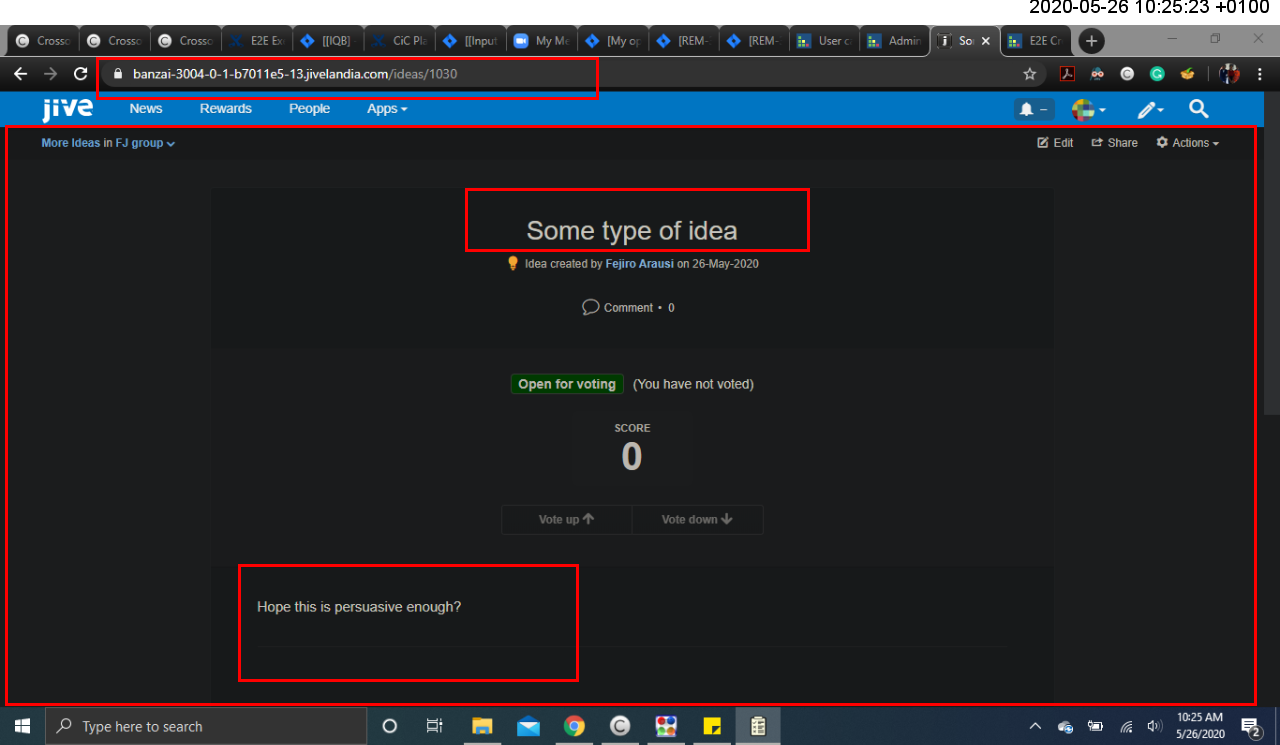 2020-05-26 10:25:23 +0100
Crosso Crosso Crosso E2E Ex [[IQB] CiC Pla [[Input My Me [My op [REM- [REM- User c Admin So E2E Cr
banzai-3004-0-1-b7011e5-13.jivelandia.com/ideas/1030
jive News Rewards People Apps
More Ideas in FJ group Edit Share Actions
Some type of idea
Idea created by Fejiro Arausi on 26-May-2020
Comment • 0
Open for voting (You have not voted)
SCORE
0
Vote up Vote down
Hope this is persuasive enough?
Type here to search
10:25 AM
5/26/2020
2